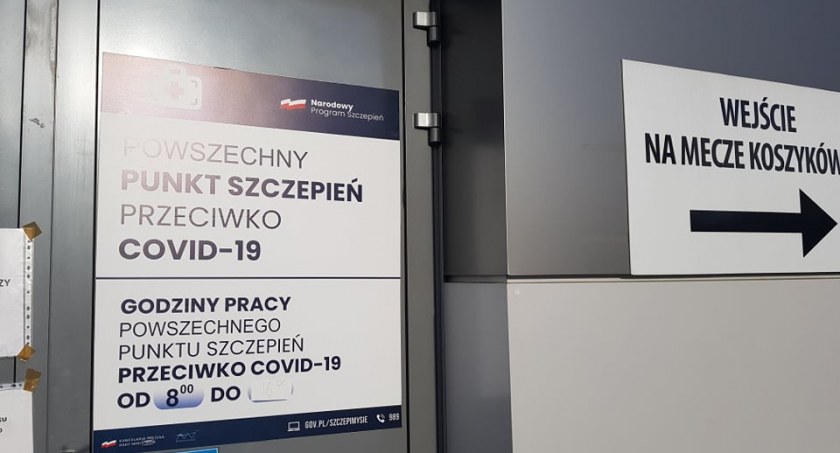 Narodowy
Program Szczepień
POWSZECHNY
PUNKT SZCZEPIEŃ
PRZECIWKO
COVID-19
GODZINY PRACY
POWSZECHNEGO
PUNKTU SZCZEPIEŃ
PRZECIWKO COVID-19
OD 8⁰⁰ DO
GOV.PL/SZCZEPIMYSIE 989
WEJŚCIE
NA MECZE KOSZYKÓW